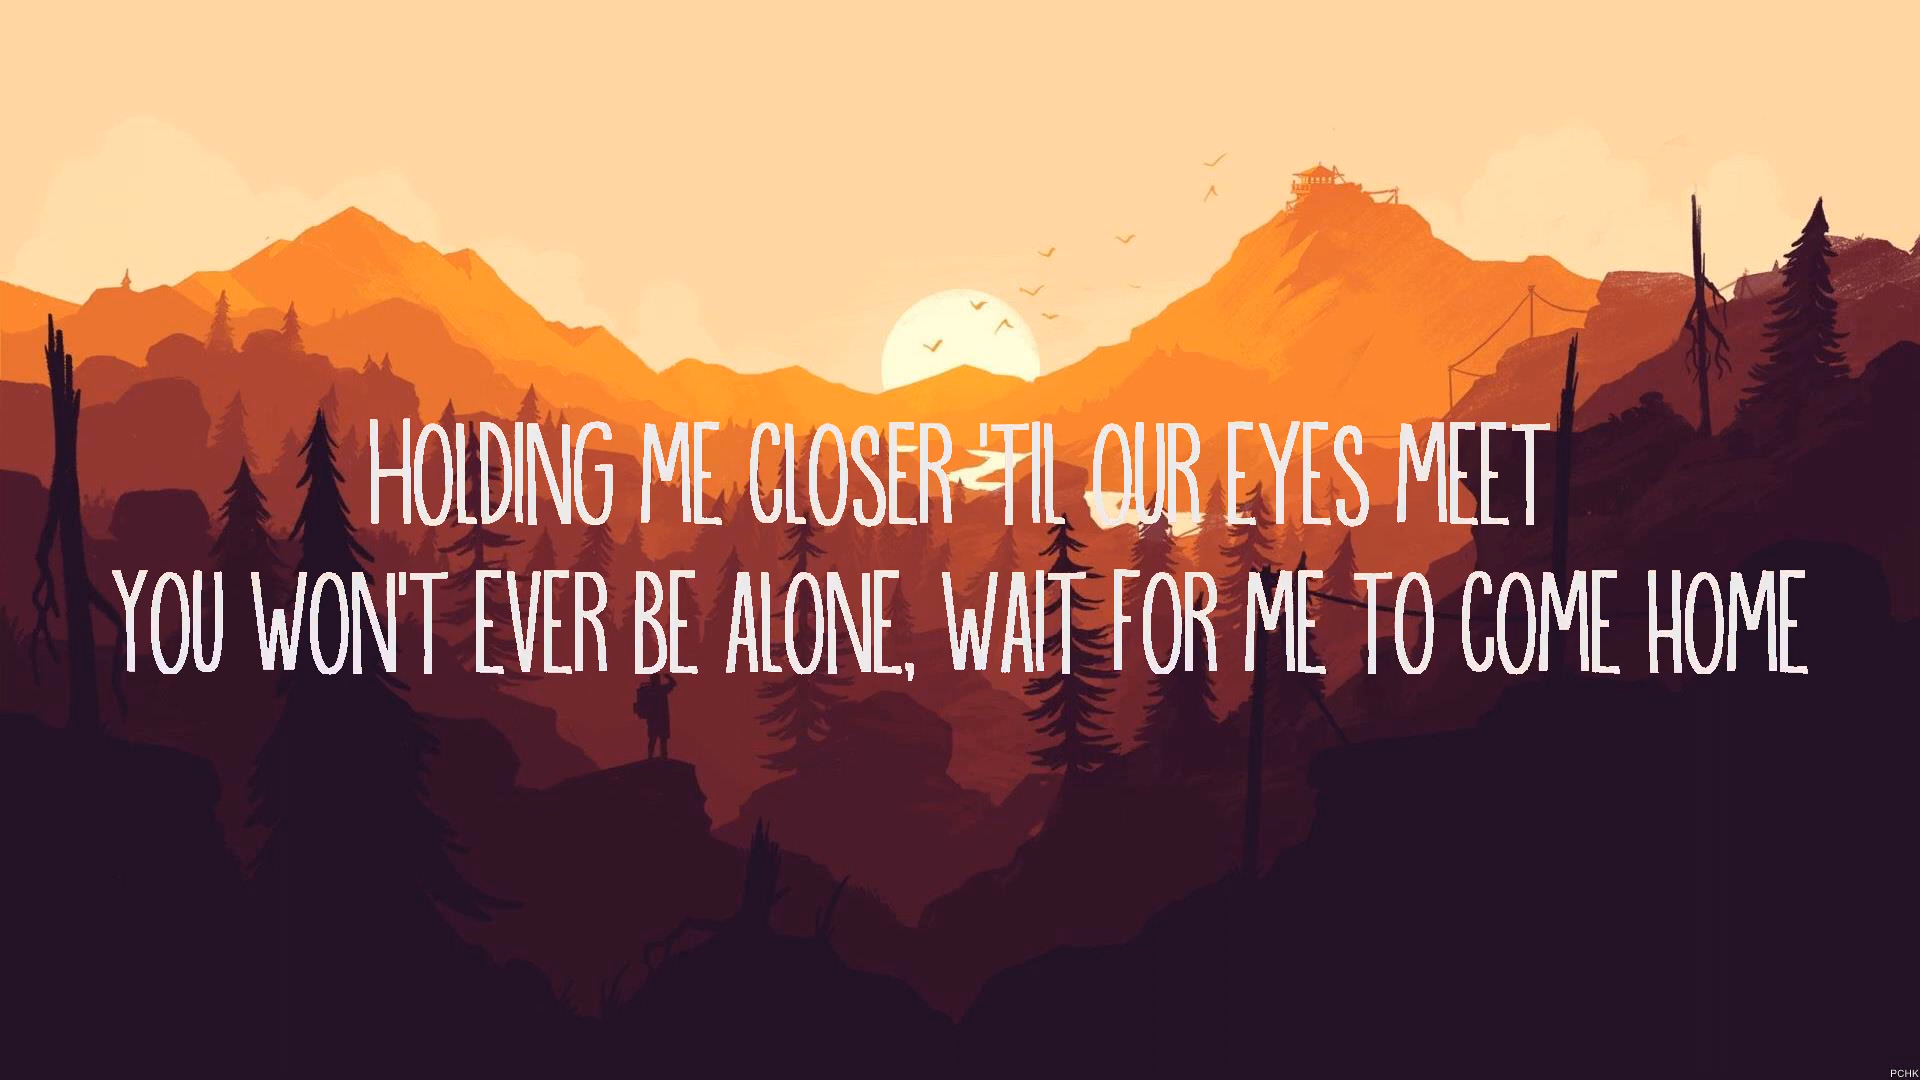 HOLDING ME CLOSER 'TIL OUR EYES MEET
YOU WON'T EVER BE ALONE, WAIT FOR ME TO COME HOME
PCHK